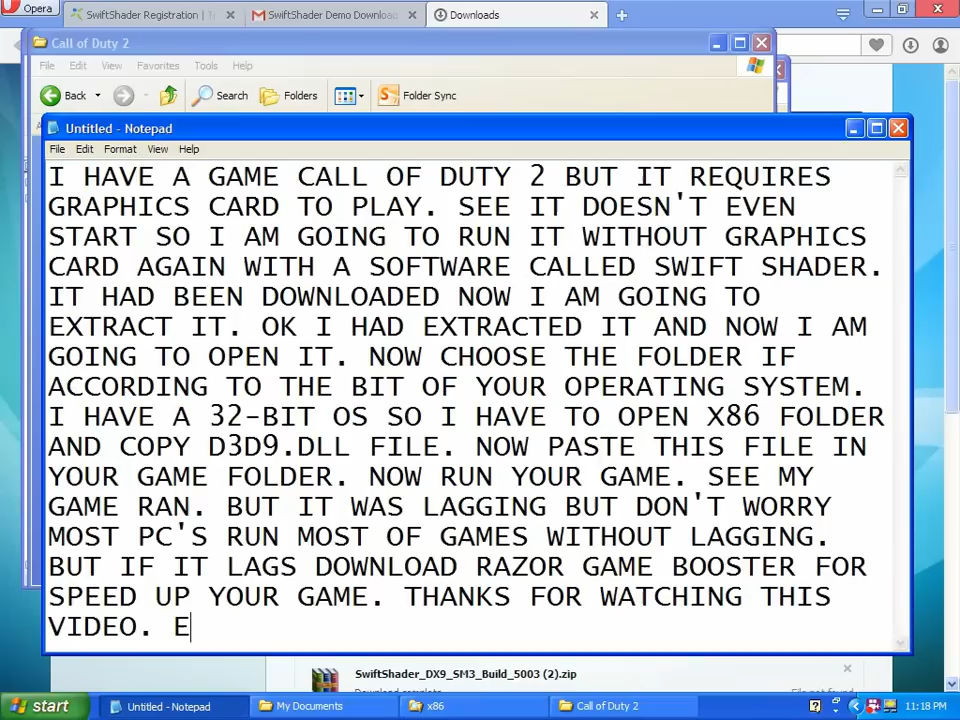 Opera
SwiftShader Registration | Tr
SwiftShader Demo Download
Downloads
Call of Duty 2
File Edit View Favorites Tools Help
Back Search Folders Folder Sync
Untitled - Notepad
File Edit Format View Help
I HAVE A GAME CALL OF DUTY 2 BUT IT REQUIRES
GRAPHICS CARD TO PLAY. SEE IT DOESN'T EVEN
START SO I AM GOING TO RUN IT WITHOUT GRAPHICS
CARD AGAIN WITH A SOFTWARE CALLED SWIFT SHADER.
IT HAD BEEN DOWNLOADED NOW I AM GOING TO
EXTRACT IT. OK I HAD EXTRACTED IT AND NOW I AM
GOING TO OPEN IT. NOW CHOOSE THE FOLDER IF
ACCORDING TO THE BIT OF YOUR OPERATING SYSTEM.
I HAVE A 32-BIT OS SO I HAVE TO OPEN X86 FOLDER
AND COPY D3D9.DLL FILE. NOW PASTE THIS FILE IN
YOUR GAME FOLDER. NOW RUN YOUR GAME. SEE MY
GAME RAN. BUT IT WAS LAGGING BUT DON'T WORRY
MOST PC'S RUN MOST OF GAMES WITHOUT LAGGING.
BUT IF IT LAGS DOWNLOAD RAZOR GAME BOOSTER FOR
SPEED UP YOUR GAME. THANKS FOR WATCHING THIS
VIDEO. E
SwiftShader_DX9_SM3_Build_5003 (2).zip
start Untitled - Notepad My Documents x86 Call of Duty 2 11:18 PM